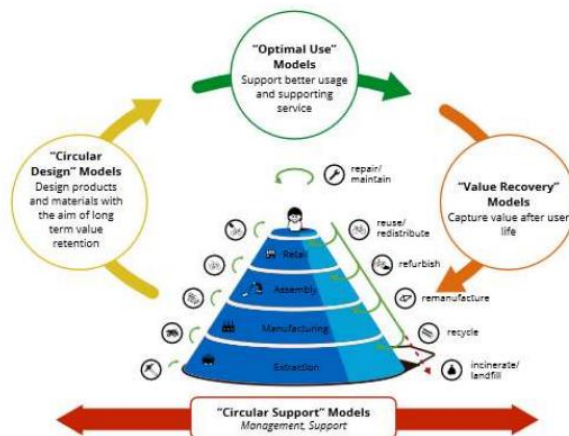 "Optimal Use"
Models
Support better usage
and supporting
service
"Circular
Design" Models
Design products
and materials with
the aim of long
term value
retention
"Value Recovery"
Models
Capture value after user
life
repair/
maintain
reuse/
redistribute
refurbish
remanufacture
recycle
incinerate/
landfill
Retail
Assembly
Manufacturing
Extraction
"Circular Support" Models
Management, Support